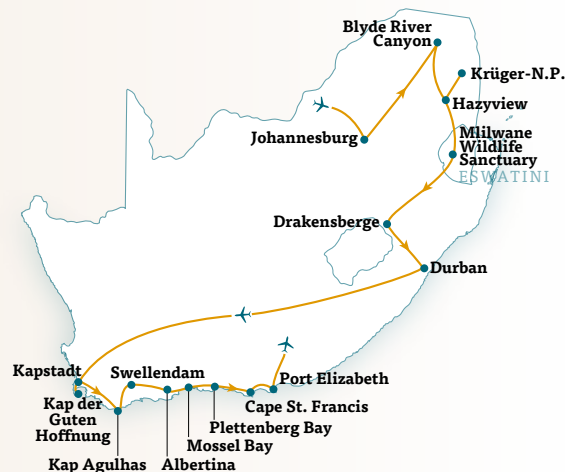 Blyde River
Canyon
Krüger-N.P.
Hazyview
Johannesburg
Mlilwane
Wildlife
Sanctuary
ESWATINI
Drakensberge
Durban
Kapstadt
Swellendam
Port Elizabeth
Kap der
Guten
Hoffnung
Cape St. Francis
Plettenberg Bay
Mossel Bay
Kap Agulhas
Albertina